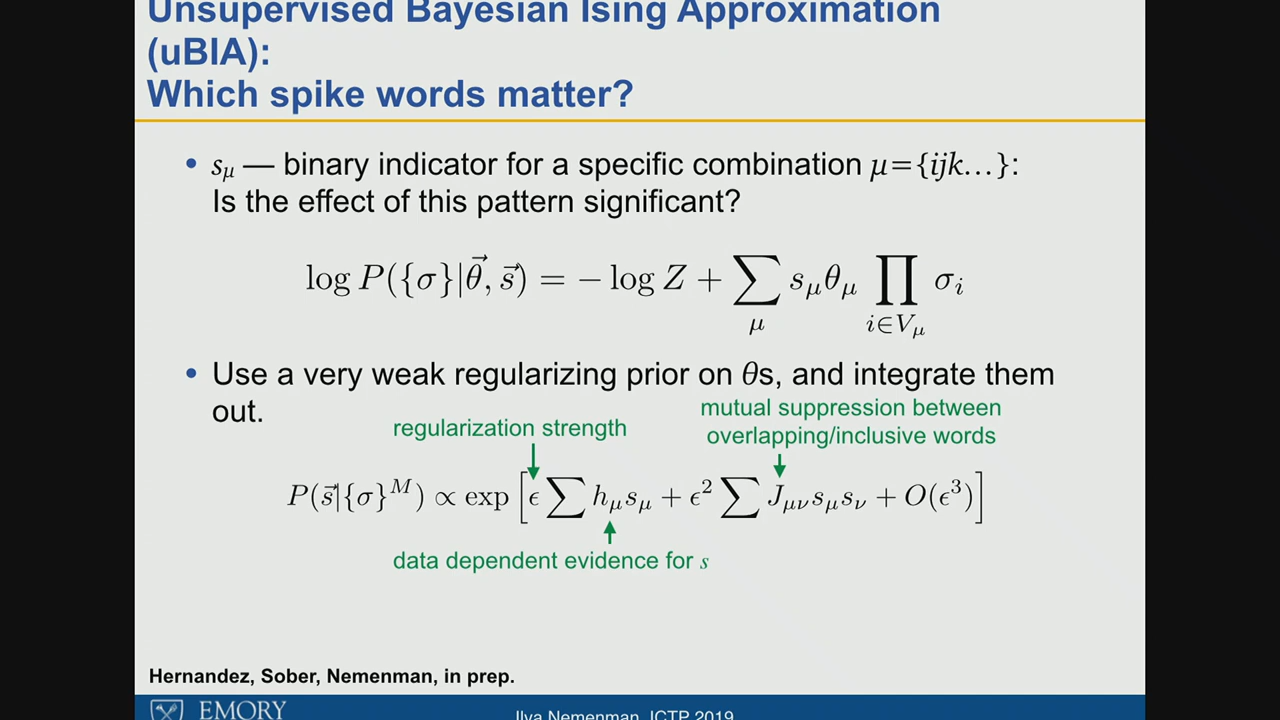 Unsupervised Bayesian Ising Approximation
(uBIA):
Which spike words matter?
• sμ — binary indicator for a specific combination μ={ijk…}:
Is the effect of this pattern significant?
log P({σ}|θ⃗, s⃗) = − log Z + ∑μ sμθμ ∏i∈Vμ σi
• Use a very weak regularizing prior on θs, and integrate them
out.
mutual suppression between
overlapping/inclusive words
regularization strength
P(s⃗|{σ}^M) ∝ exp [ϵ ∑ hμsμ + ϵ² ∑ Jμνsμsν + O(ϵ³)]
data dependent evidence for s
Hernandez, Sober, Nemenman, in prep.
EMORY
Ilya Nemenman, ICTP 2019